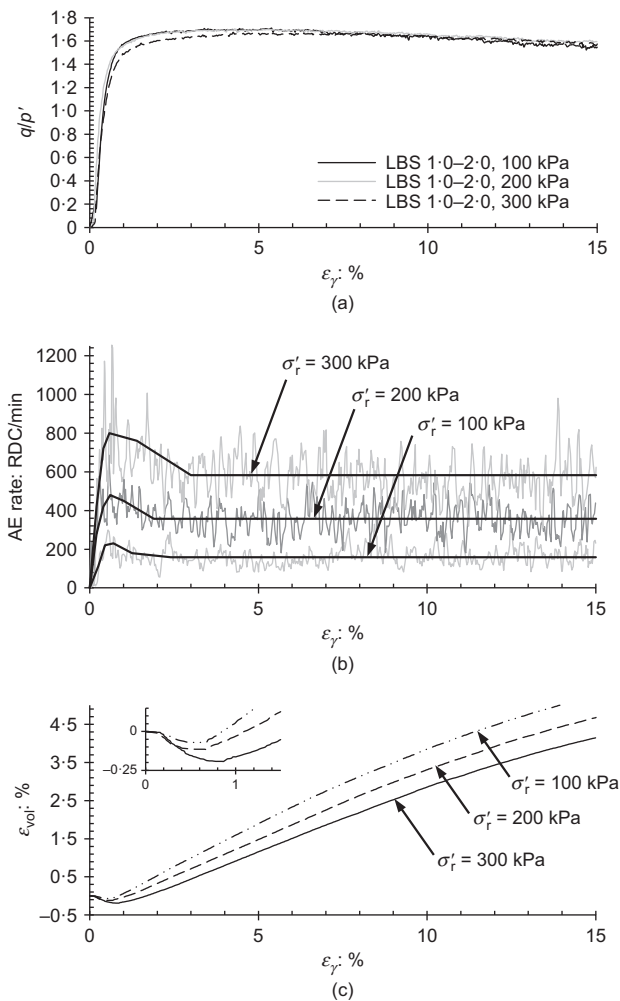 1·8
1·6
1·4
1·2
1·0
0·8
0·6
0·4
0·2
0
q/p′
LBS 1·0–2·0, 100 kPa
LBS 1·0–2·0, 200 kPa
LBS 1·0–2·0, 300 kPa
0 5 10 15
εγ: %
(a)
1200
1000
800
600
400
200
0
AE rate: RDC/min
σ′r = 300 kPa
σ′r = 200 kPa
σ′r = 100 kPa
0 5 10 15
εγ: %
(b)
4·5
3·5
2·5
1·5
0·5
−0·5
εvol: %
0
−0·25
0 1
σ′r = 100 kPa
σ′r = 200 kPa
σ′r = 300 kPa
0 5 10 15
εγ: %
(c)